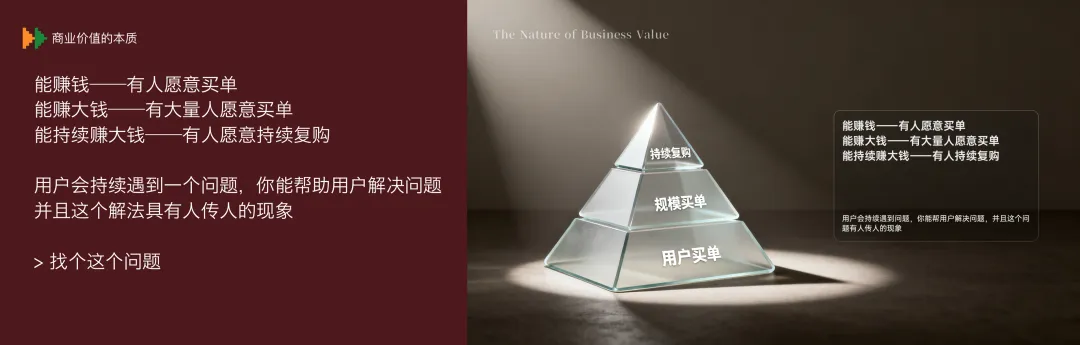 商业价值的本质
能赚钱——有人愿意买单
能赚大钱——有大量人愿意买单
能持续赚大钱——有人愿意持续复购
用户会持续遇到一个问题，你能帮助用户解决问题
并且这个解法具有人传人的现象
> 找个这个问题
The Nature of Business Value
持续复购
规模买单
用户买单
能赚钱——有人愿意买单
能赚大钱——有大量人愿意买单
能持续赚大钱——有人持续复购
用户会持续遇到问题，你能帮用户解决问题，并且这个问
题有人传人的现象